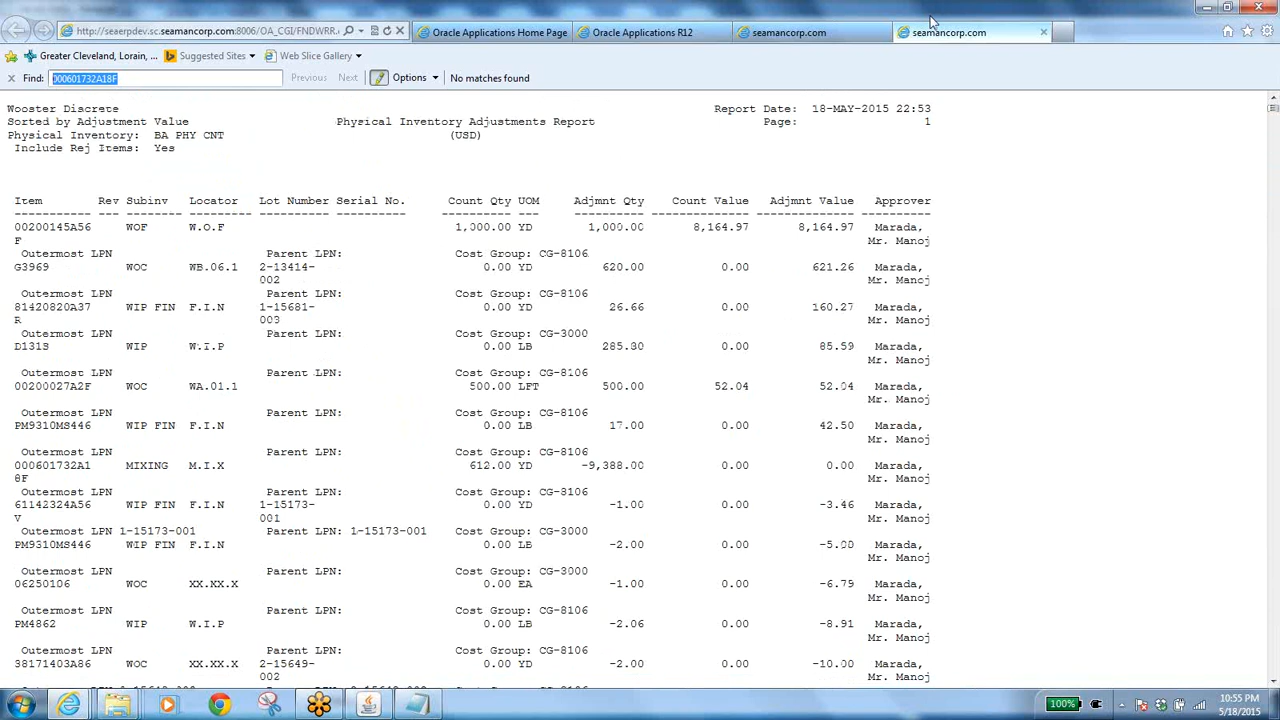 http://seaerpdev.sc.seamancorp.com:8006/OA_CGI/FNDWRR.
Oracle Applications Home Page
Oracle Applications R12
seamancorp.com
seamancorp.com
Greater Cleveland, Lorain,...
Suggested Sites
Web Slice Gallery
Find: 000601732A18F
Previous Next
Options
No matches found
Wooster Discrete Report Date: 18-MAY-2015 22:53
Sorted by Adjustment Value Physical Inventory Adjustments Report Page: 1
Physical Inventory: BA PHY CNT (USD)
Include Rej Items: Yes
Item Rev Subinv Locator Lot Number Serial No. Count Qty UOM Adjmnt Qty Count Value Adjmnt Value Approver
----------- --- -------- --------- ---------- ---------- --------- --- ---------- -------------- ------------ ----------
00200145A56 WOF W.O.F 1,000.00 YD 1,000.00 8,164.97 8,164.97 Marada,
F Mr. Manoj
Outermost LPN Parent LPN: Cost Group: CG-8106
G3969 WOC WB.06.1 2-13414- 0.00 YD 620.00 0.00 621.26 Marada,
002 Mr. Manoj
Outermost LPN Parent LPN: Cost Group: CG-8106
81420820A37 WIP FIN F.I.N 1-15681- 0.00 YD 26.66 0.00 160.27 Marada,
R 003 Mr. Manoj
Outermost LPN Parent LPN: Cost Group: CG-3000
D131S WIP W.I.P 0.00 LB 285.30 0.00 85.59 Marada,
Mr. Manoj
Outermost LPN Parent LPN: Cost Group: CG-8106
00200027A2F WOC WA.01.1 500.00 LFT 500.00 52.04 52.04 Marada,
Mr. Manoj
Outermost LPN Parent LPN: Cost Group: CG-8106
PM9310MS446 WIP FIN F.I.N 0.00 LB 17.00 0.00 42.50 Marada,
Mr. Manoj
Outermost LPN Parent LPN: Cost Group: CG-8106
000601732A1 MIXING M.I.X 612.00 YD -9,388.00 0.00 0.00 Marada,
8F Mr. Manoj
Outermost LPN Parent LPN: Cost Group: CG-8106
61142324A56 WIP FIN F.I.N 1-15173- 0.00 YD -1.00 0.00 -3.46 Marada,
V 001 Mr. Manoj
Outermost LPN 1-15173-001 Parent LPN: 1-15173-001 Cost Group: CG-3000
PM9310MS446 WIP FIN F.I.N 0.00 LB -2.00 0.00 -5.00 Marada,
Mr. Manoj
Outermost LPN Parent LPN: Cost Group: CG-3000
06250106 WOC XX.XX.X 0.00 EA -1.00 0.00 -6.79 Marada,
Mr. Manoj
Outermost LPN Parent LPN: Cost Group: CG-8106
PM4862 WIP W.I.P 0.00 LB -2.06 0.00 -8.91 Marada,
Mr. Manoj
Outermost LPN Parent LPN: Cost Group: CG-8106
38171403A86 WOC XX.XX.X 2-15649- 0.00 YD -2.00 0.00 -10.00 Marada,
002 Mr. Manoj
100%
10:55 PM
5/18/2015